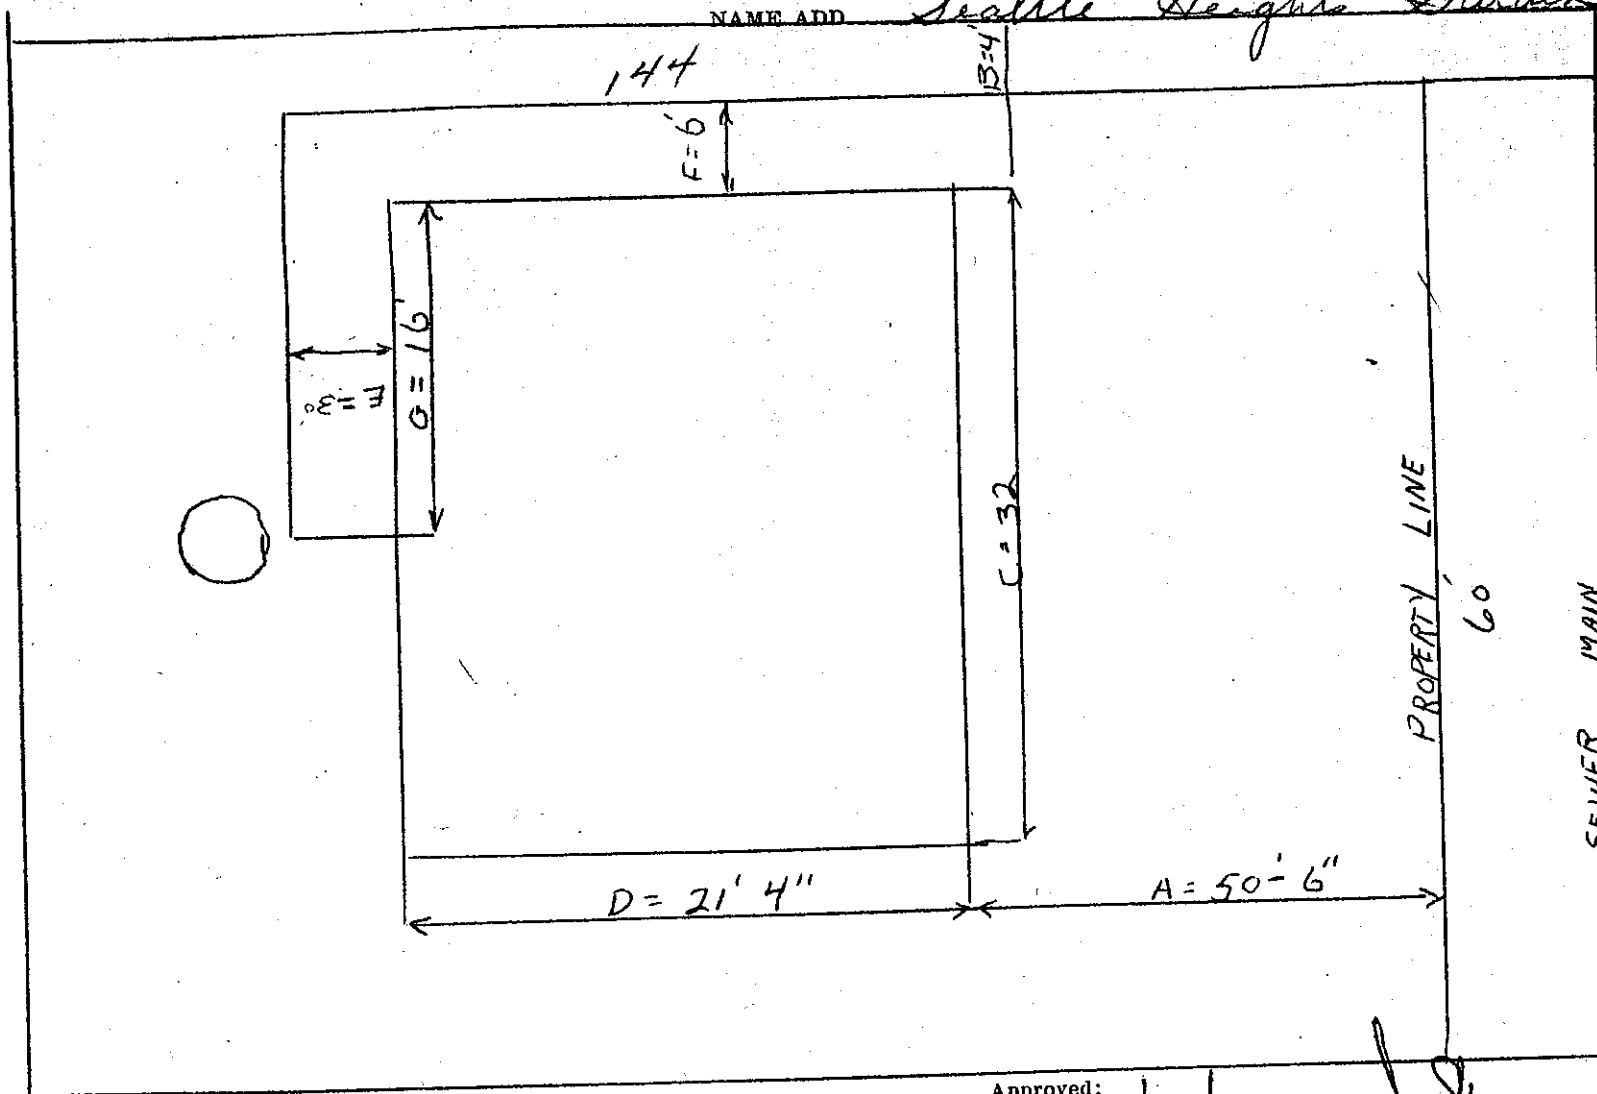 NAME ADD Seattle Heights
144
B=4'
F=6'
G=16'
E=3'
C=32
PROPERTY LINE
60'
SEWER MAIN
D= 21' 4"
A= 50'-6"
Approved: